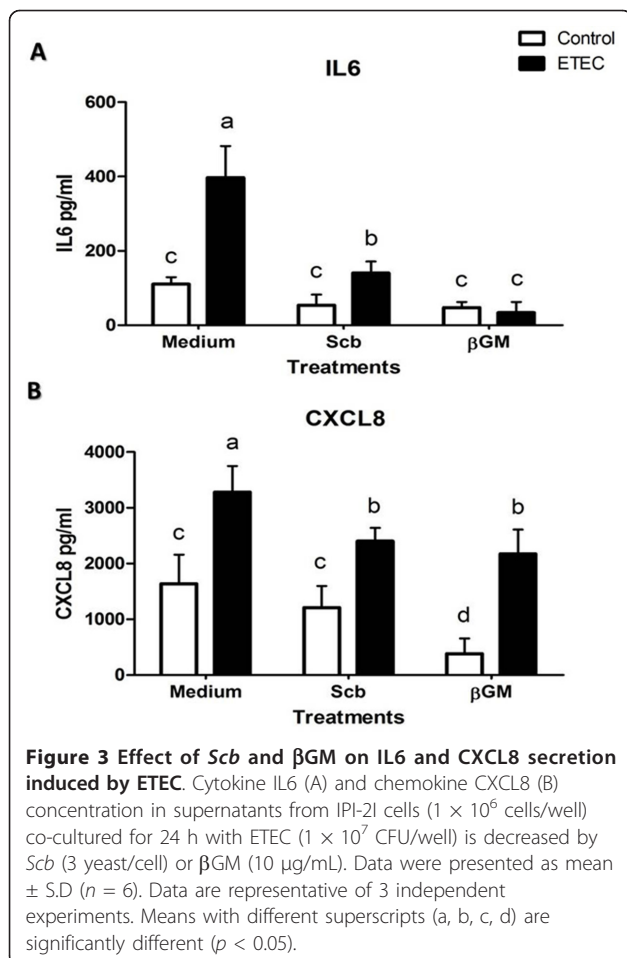 A
Control
ETEC
IL6
600
400
200
0
IL6 pg/ml
c
a
c
b
c
c
Medium Scb βGM
Treatments
B
CXCL8
4000
3000
2000
1000
0
CXCL8 pg/ml
c
a
c
b
d
b
Medium Scb βGM
Treatments
Figure 3 Effect of Scb and βGM on IL6 and CXCL8 secretion
induced by ETEC. Cytokine IL6 (A) and chemokine CXCL8 (B)
concentration in supernatants from IPI-2I cells (1 × 10⁶ cells/well)
co-cultured for 24 h with ETEC (1 × 10⁷ CFU/well) is decreased by
Scb (3 yeast/cell) or βGM (10 μg/mL). Data were presented as mean
± S.D (n = 6). Data are representative of 3 independent
experiments. Means with different superscripts (a, b, c, d) are
significantly different (p < 0.05).